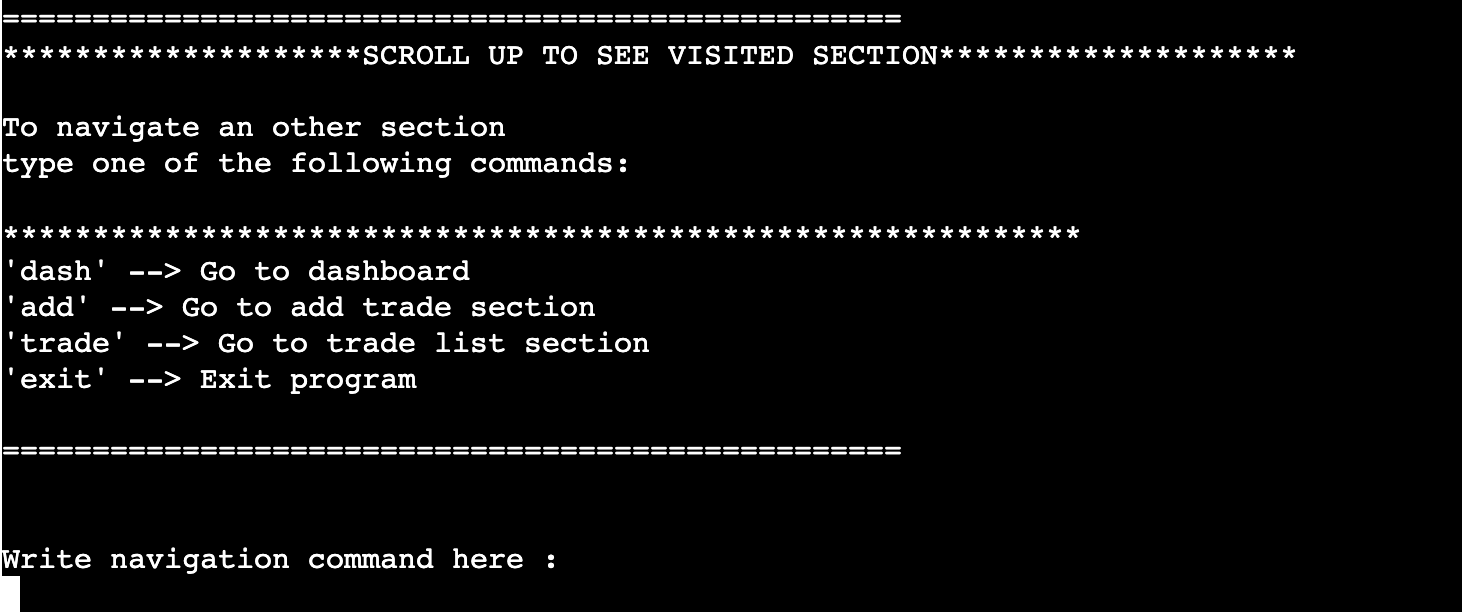 ==================================================
********************SCROLL UP TO SEE VISITED SECTION********************
To navigate an other section
type one of the following commands:
************************************************************
'dash' --> Go to dashboard
'add' --> Go to add trade section
'trade' --> Go to trade list section
'exit' --> Exit program
==================================================
Write navigation command here :